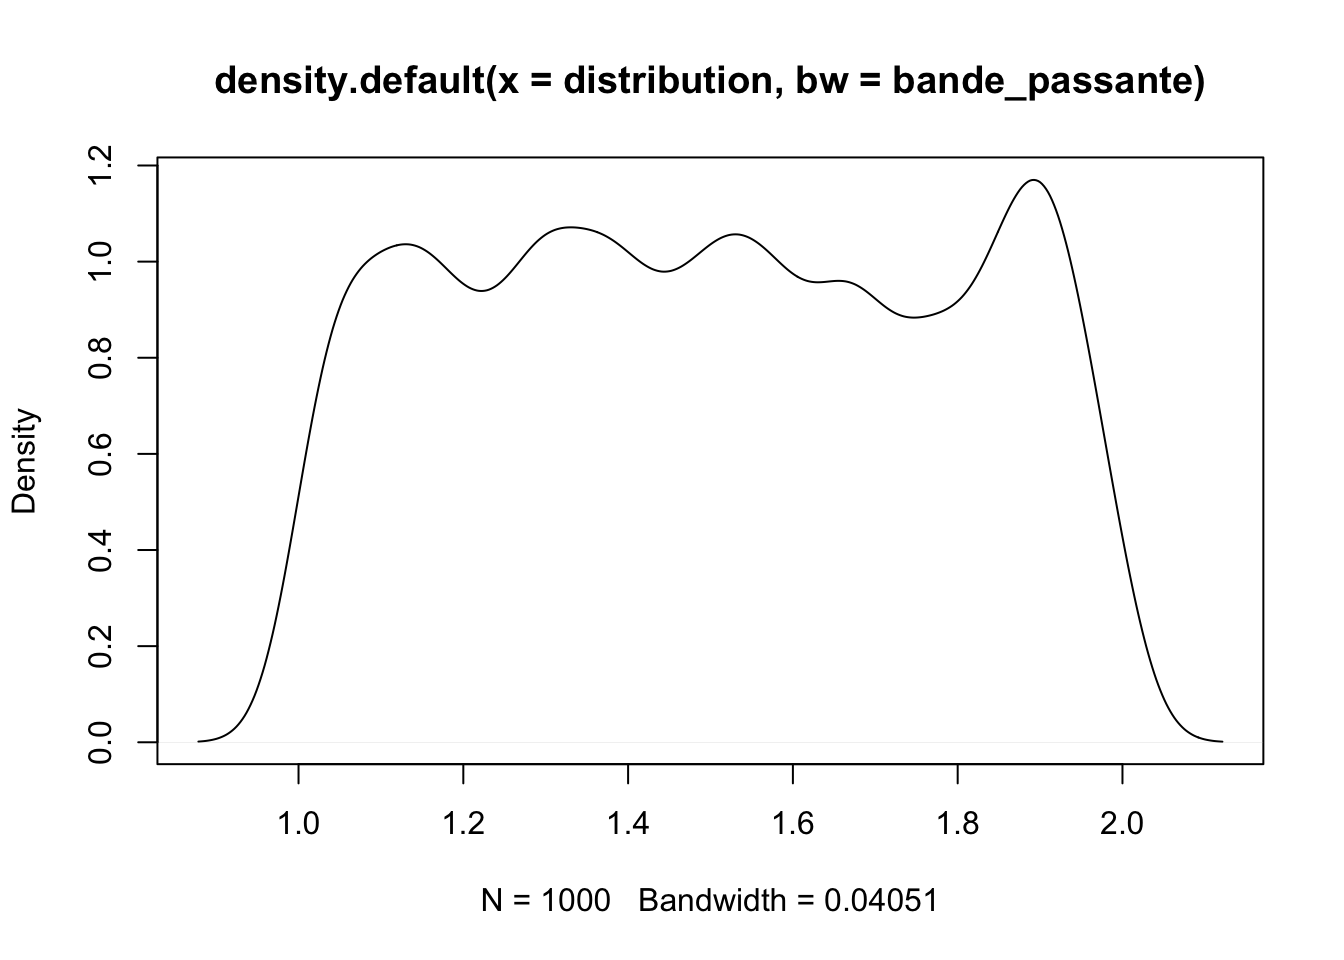 density.default(x = distribution, bw = bande_passante)
Density
1.2
1.0
0.8
0.6
0.4
0.2
0.0
1.0 1.2 1.4 1.6 1.8 2.0
N = 1000 Bandwidth = 0.04051